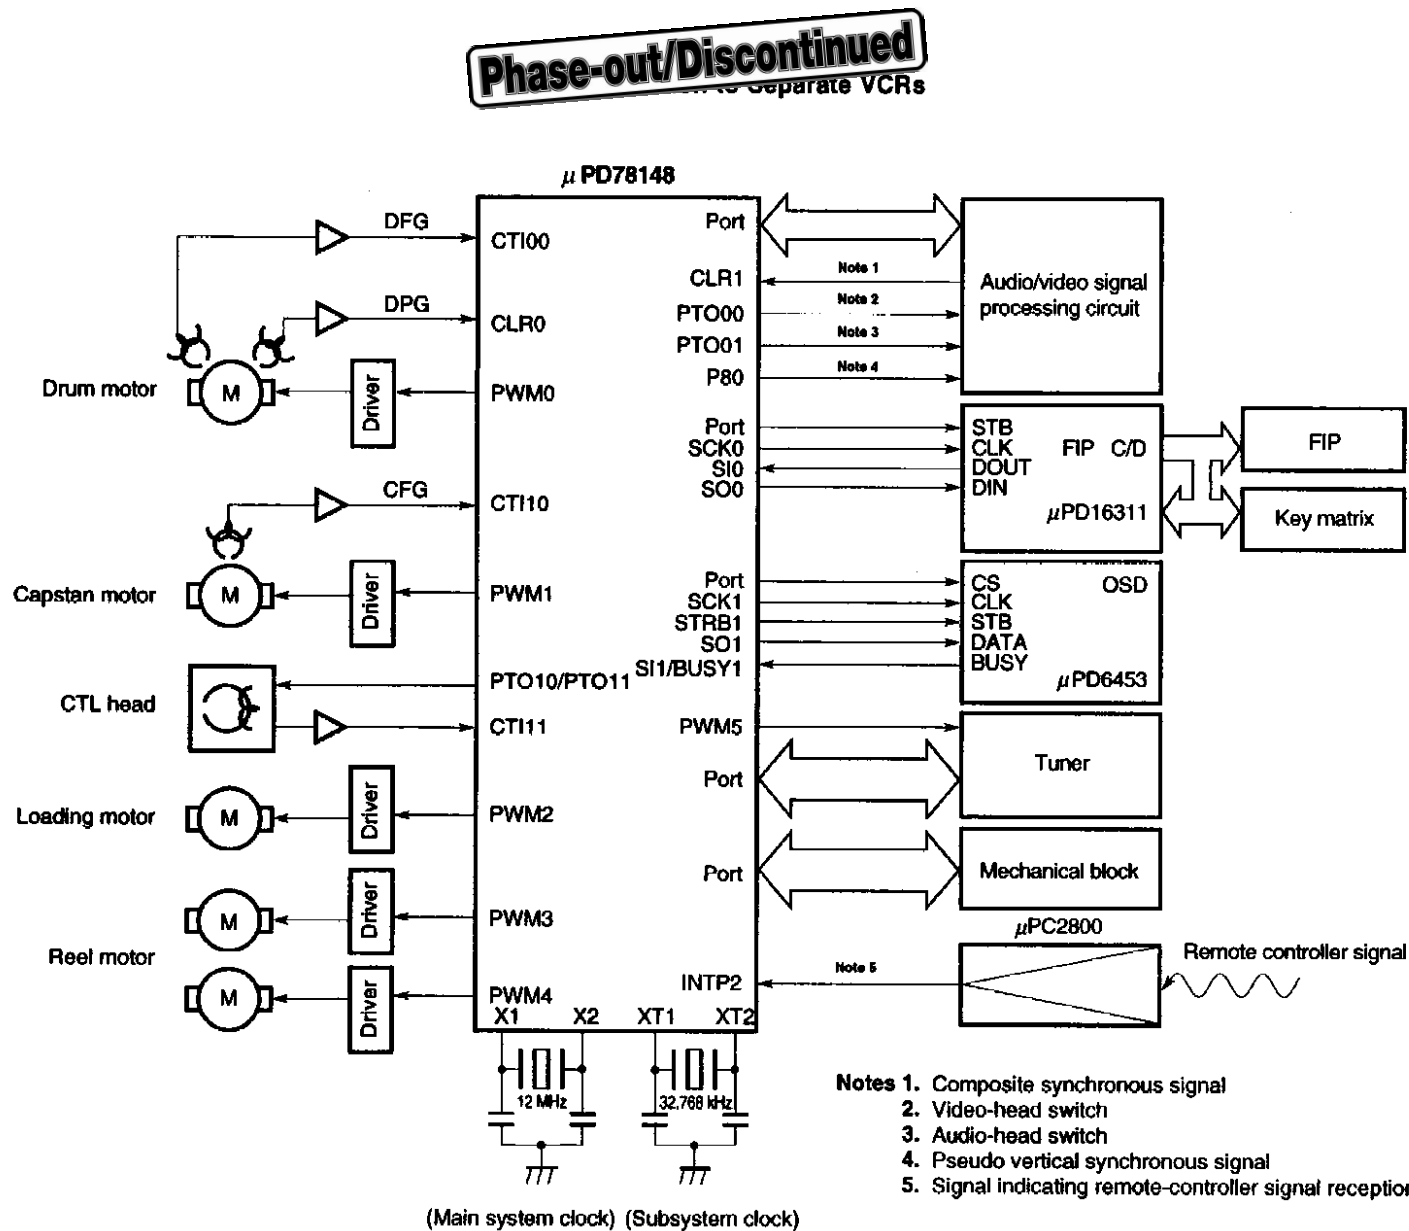 Phase-out/Discontinued
to Separate VCRs
μPD78148
DFG
CTI00
DPG
CLR0
Drum motor
M
Driver
PWM0
CFG
CTI10
Capstan motor
M
Driver
PWM1
CTL head
PTO10/PTO11
CTI11
Loading motor
M
Driver
PWM2
Reel motor
M
Driver
PWM3
M
Driver
PWM4
X1 X2 XT1 XT2
12 MHz
32.768 kHz
(Main system clock) (Subsystem clock)
Port
CLR1
Note 1
PTO00
Note 2
PTO01
Note 3
P80
Note 4
Audio/video signal
processing circuit
Port
STB
SCK0
CLK
SI0
DOUT
SO0
DIN
FIP C/D
μPD16311
FIP
Key matrix
Port
CS
OSD
SCK1
CLK
STRB1
STB
SO1
DATA
SI1/BUSY1
BUSY
μPD6453
PWM5
Port
Tuner
Port
Mechanical block
μPC2800
INTP2
Note 5
Remote controller signal
Notes 1. Composite synchronous signal
2. Video-head switch
3. Audio-head switch
4. Pseudo vertical synchronous signal
5. Signal indicating remote-controller signal reception